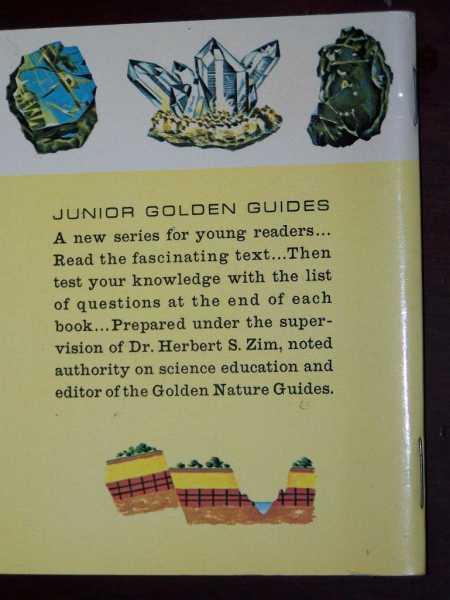 JUNIOR GOLDEN GUIDES
A new series for young readers...
Read the fascinating text...Then
test your knowledge with the list
of questions at the end of each
book...Prepared under the super-
vision of Dr. Herbert S. Zim, noted
authority on science education and
editor of the Golden Nature Guides.